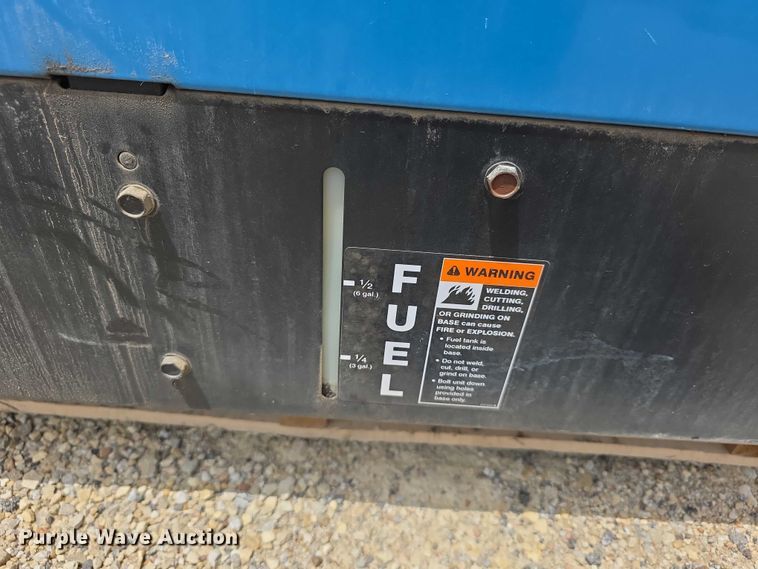 1/2
(6 gal.)
1/4
(3 gal.)
FUEL
WARNING
WELDING,
CUTTING,
DRILLING,
OR GRINDING ON
BASE can cause
FIRE or EXPLOSION.
• Fuel tank is
located inside
base.
• Do not weld,
cut, drill, or
grind on base.
• Bolt unit down
using holes
provided in
base only.
Purple Wave Auction